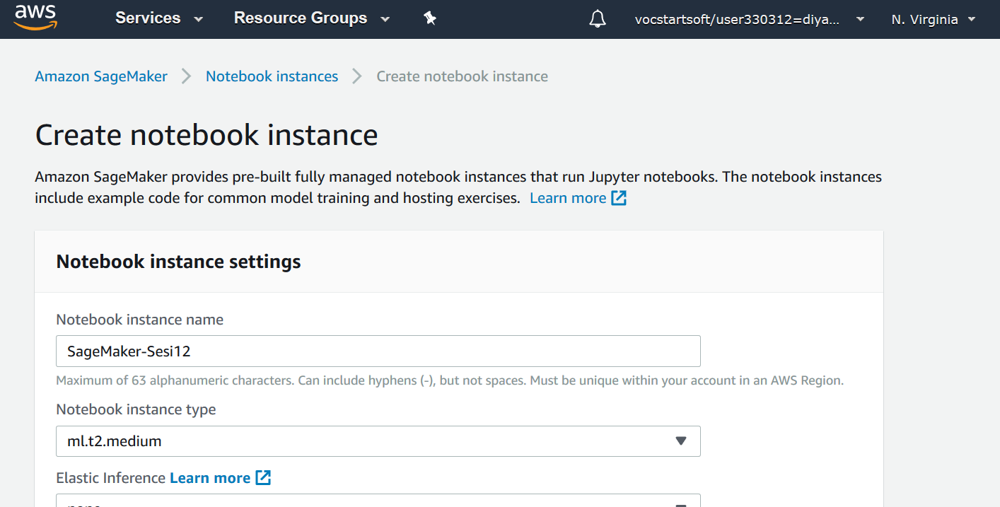 aws Services Resource Groups vocstartsoft/user330312=diya... N. Virginia
Amazon SageMaker Notebook instances Create notebook instance
Create notebook instance
Amazon SageMaker provides pre-built fully managed notebook instances that run Jupyter notebooks. The notebook instances
include example code for common model training and hosting exercises. Learn more
Notebook instance settings
Notebook instance name
SageMaker-Sesi12
Maximum of 63 alphanumeric characters. Can include hyphens (-), but not spaces. Must be unique within your account in an AWS Region.
Notebook instance type
ml.t2.medium
Elastic Inference Learn more